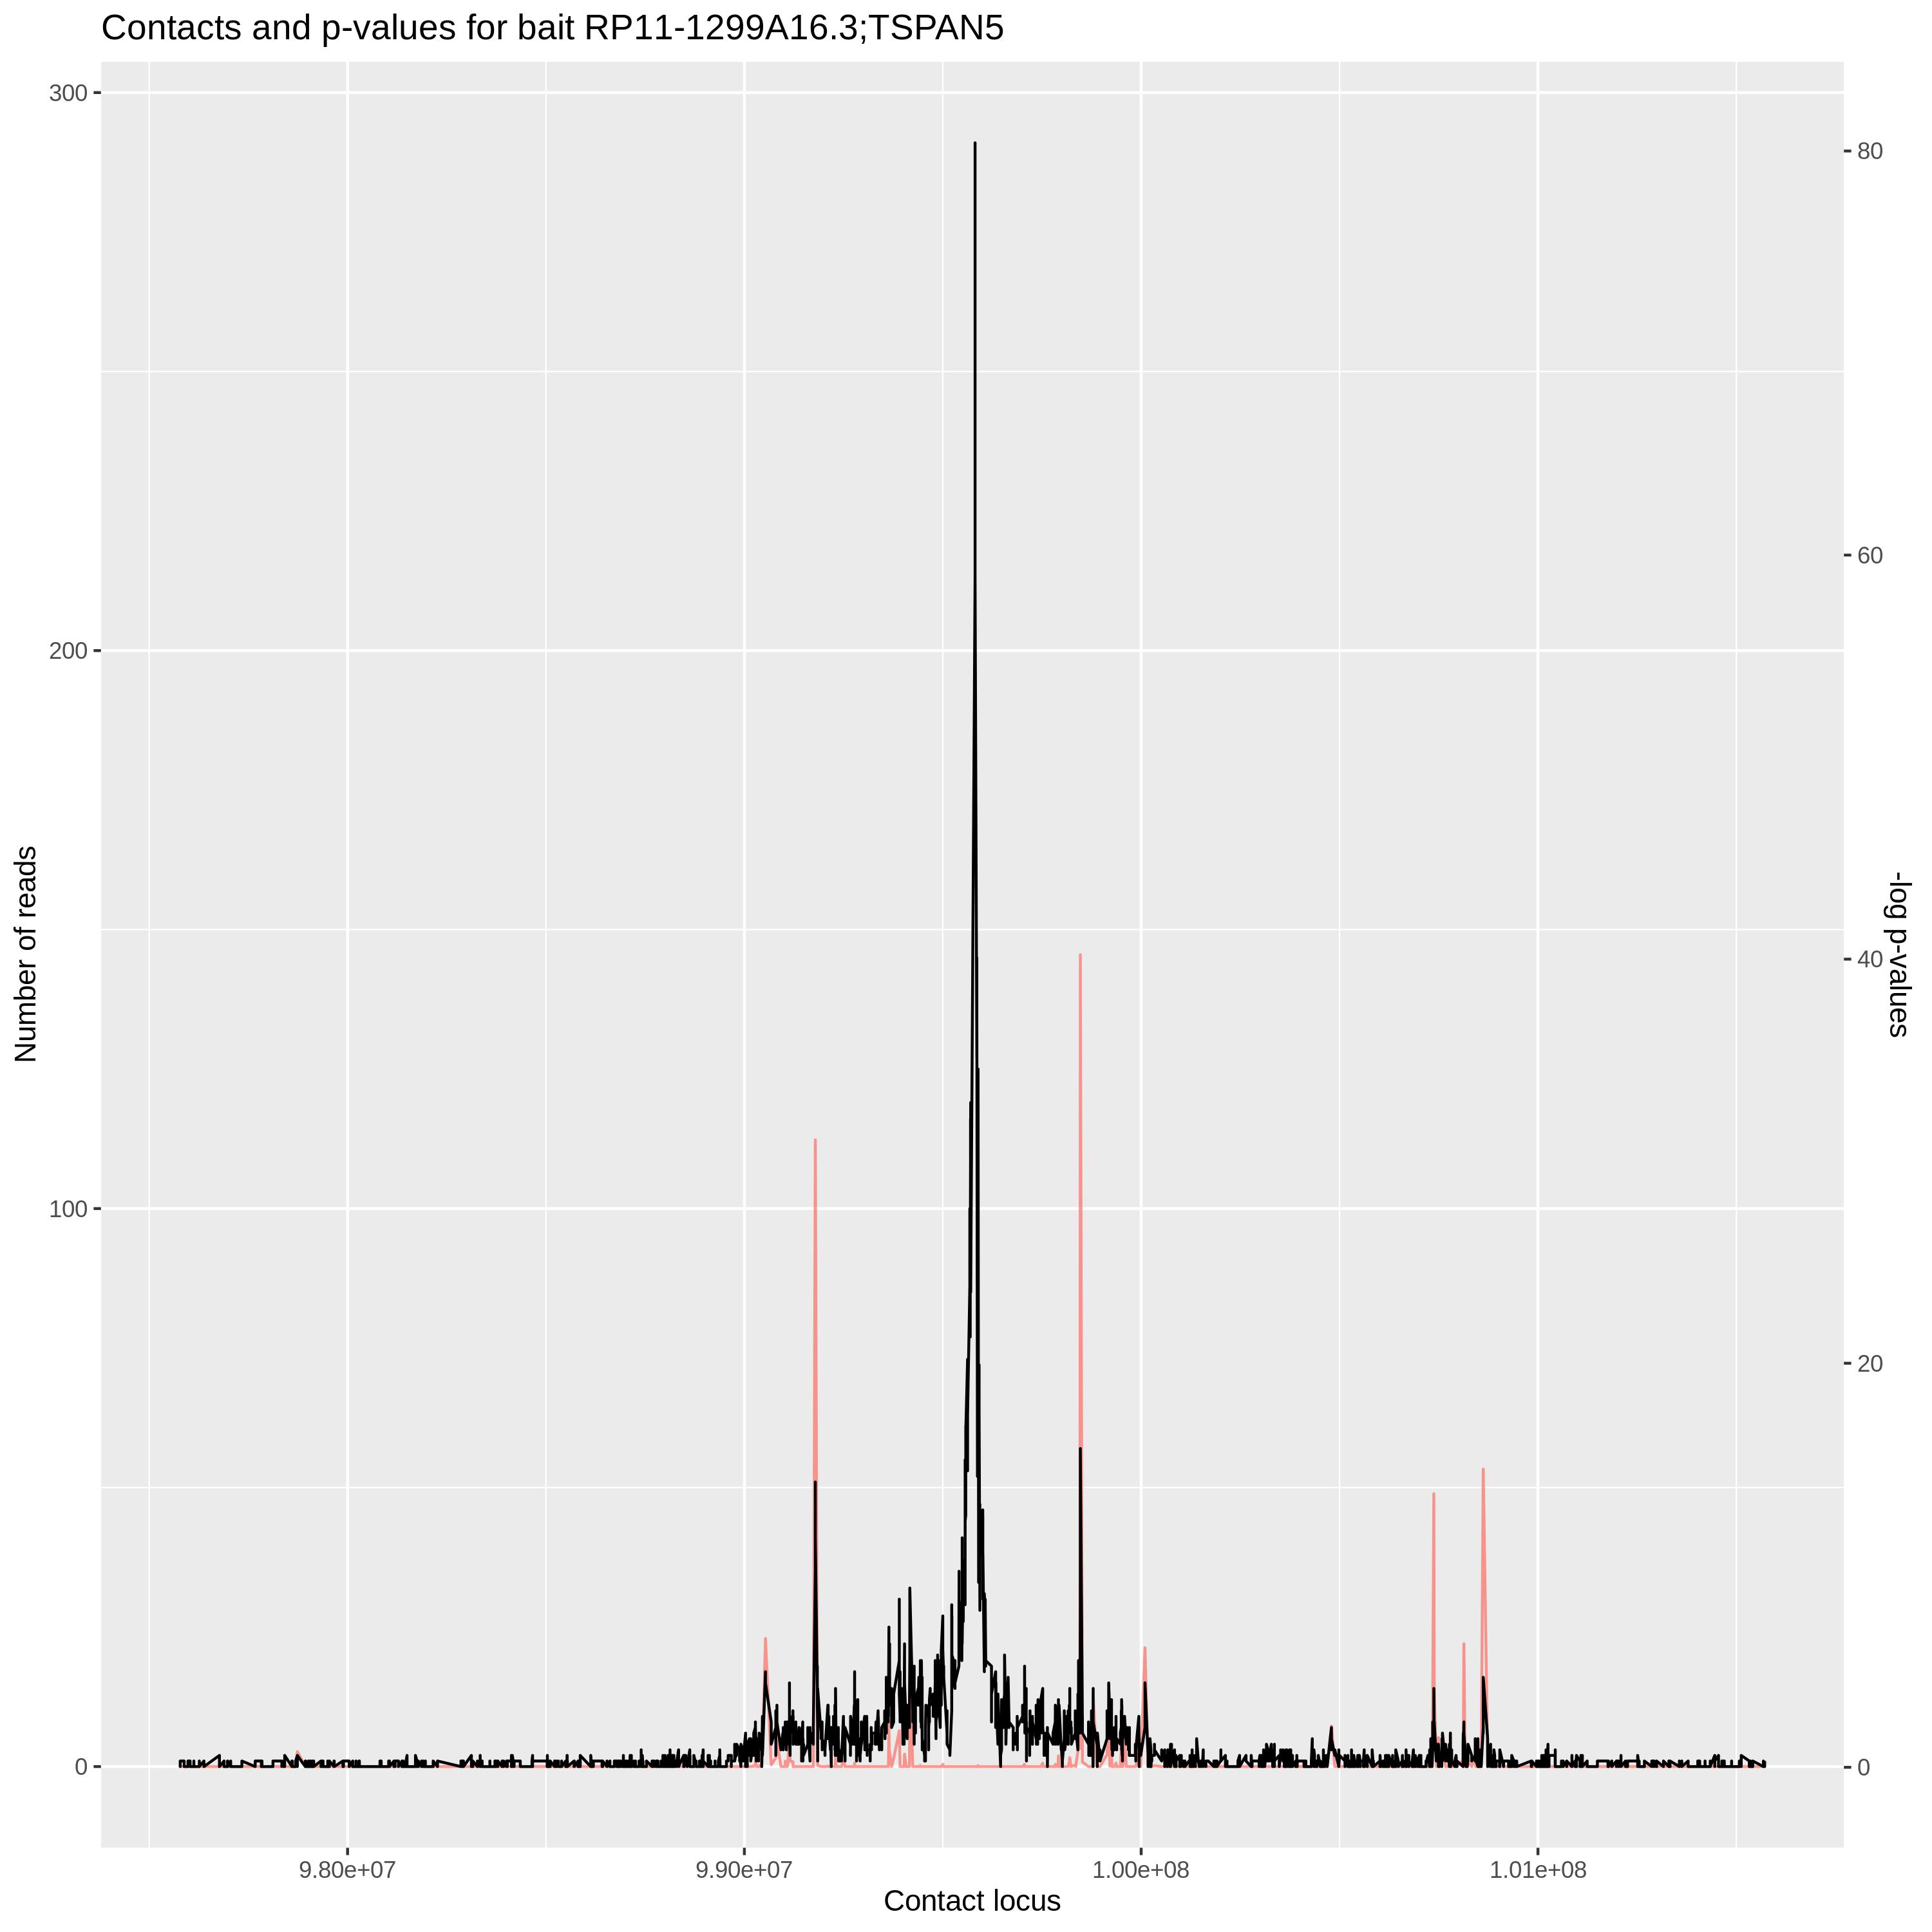 Contacts and p-values for bait RP11-1299A16.3;TSPAN5
300
200
100
0
Number of reads
80
60
40
20
0
-log p-values
9.80e+07
9.90e+07
1.00e+08
1.01e+08
Contact locus